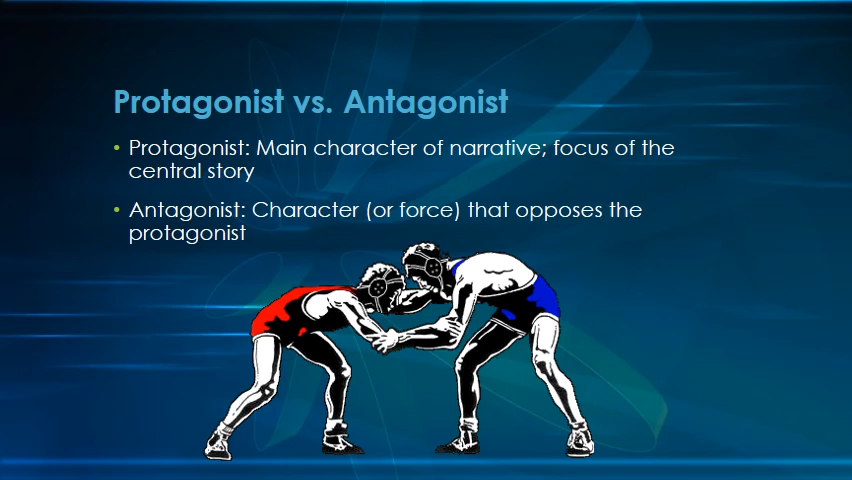 Protagonist vs. Antagonist
• Protagonist: Main character of narrative; focus of the
central story
• Antagonist: Character (or force) that opposes the
protagonist